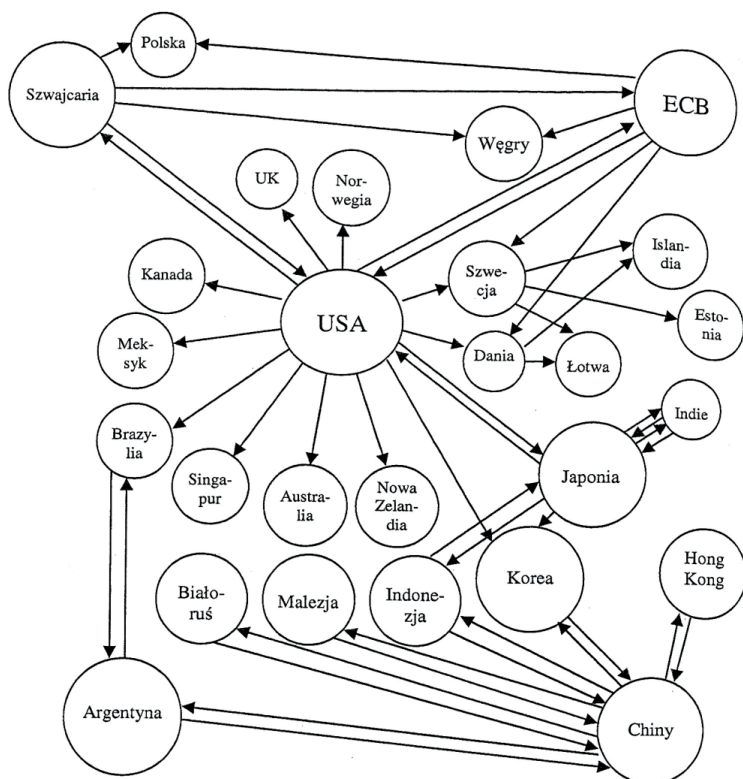 Polska
Szwajcaria
ECB
Węgry
UK
Nor-
wegia
Szwe-
cja
Islan-
dia
Kanada
USA
Esto-
nia
Mek-
syk
Dania
Łotwa
Indie
Brazy-
lia
Singa-
pur
Austra-
lia
Nowa
Zelan-
dia
Japonia
Hong
Kong
Korea
Biało-
ruś
Malezja
Indone-
zja
Argentyna
Chiny